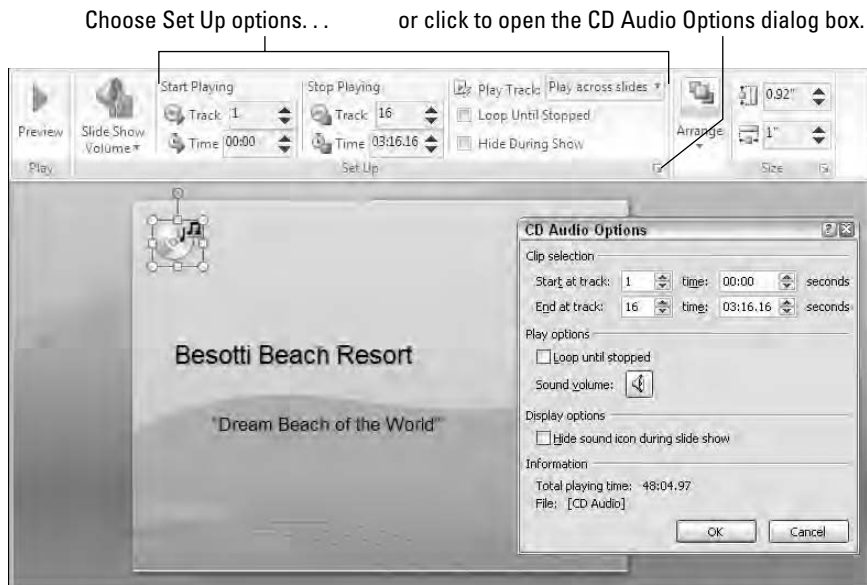 Choose Set Up options. . .
or click to open the CD Audio Options dialog box.
Preview
Play
Slide Show
Volume
Start Playing
Track 1
Time 00:00
Stop Playing
Track 16
Time 03:16.16
Play Track: Play across slides
Loop Until Stopped
Hide During Show
Set Up
Arrange
0.92"
1"
Size
Besotti Beach Resort
"Dream Beach of the World"
CD Audio Options
Clip selection
Start at track: 1 time: 00:00 seconds
End at track: 16 time: 03:16.16 seconds
Play options
Loop until stopped
Sound volume:
Display options
Hide sound icon during slide show
Information
Total playing time: 48:04.97
File: [CD Audio]
OK Cancel